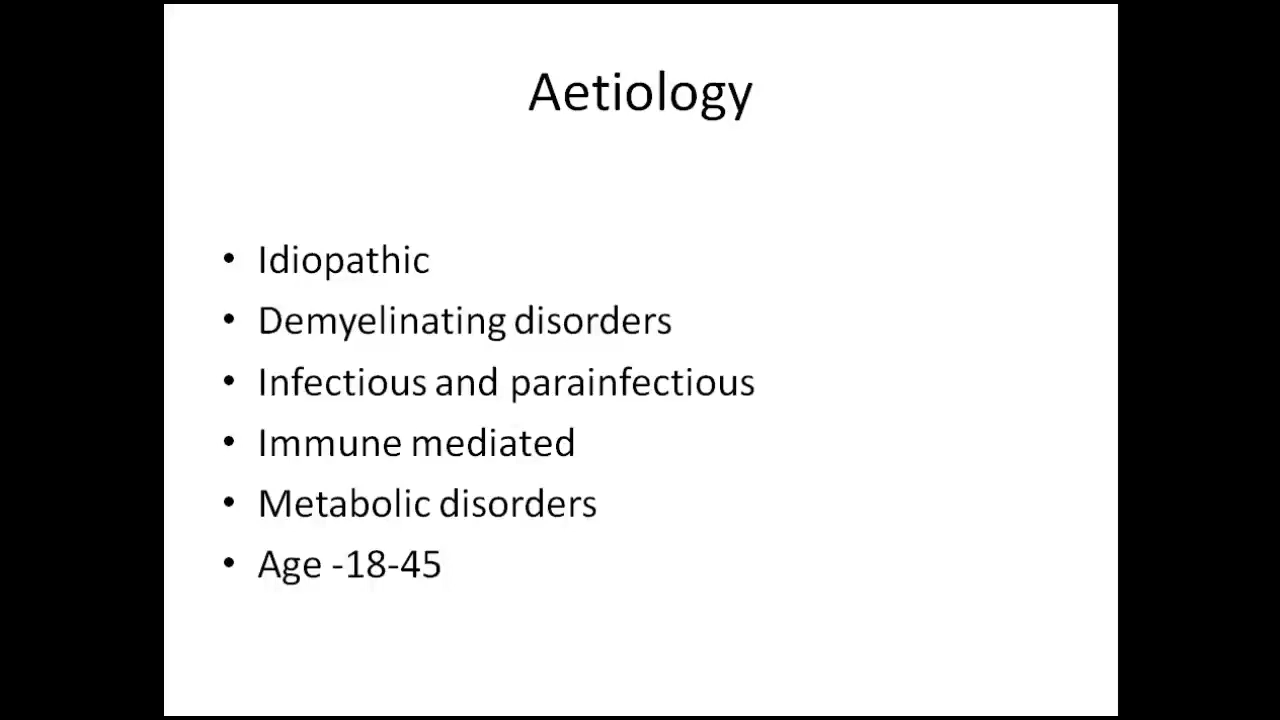 Aetiology
• Idiopathic
• Demyelinating disorders
• Infectious and parainfectious
• Immune mediated
• Metabolic disorders
• Age -18-45